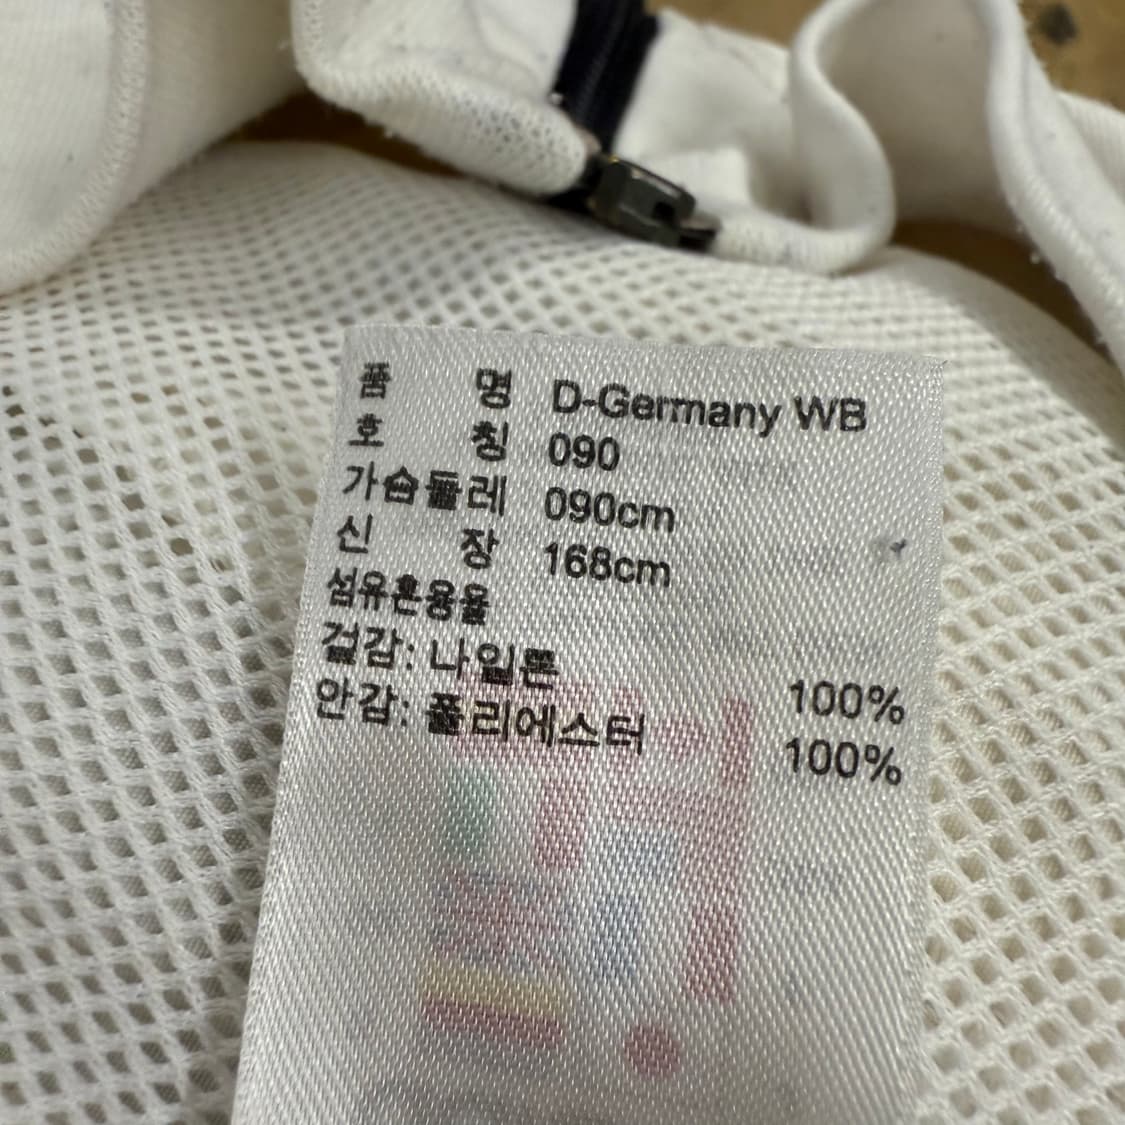 품 명 D-Germany WB
호 칭 090
가슴둘레 090cm
신 장 168cm
섬유혼용율
겉감: 나일론 100%
안감: 폴리에스터 100%